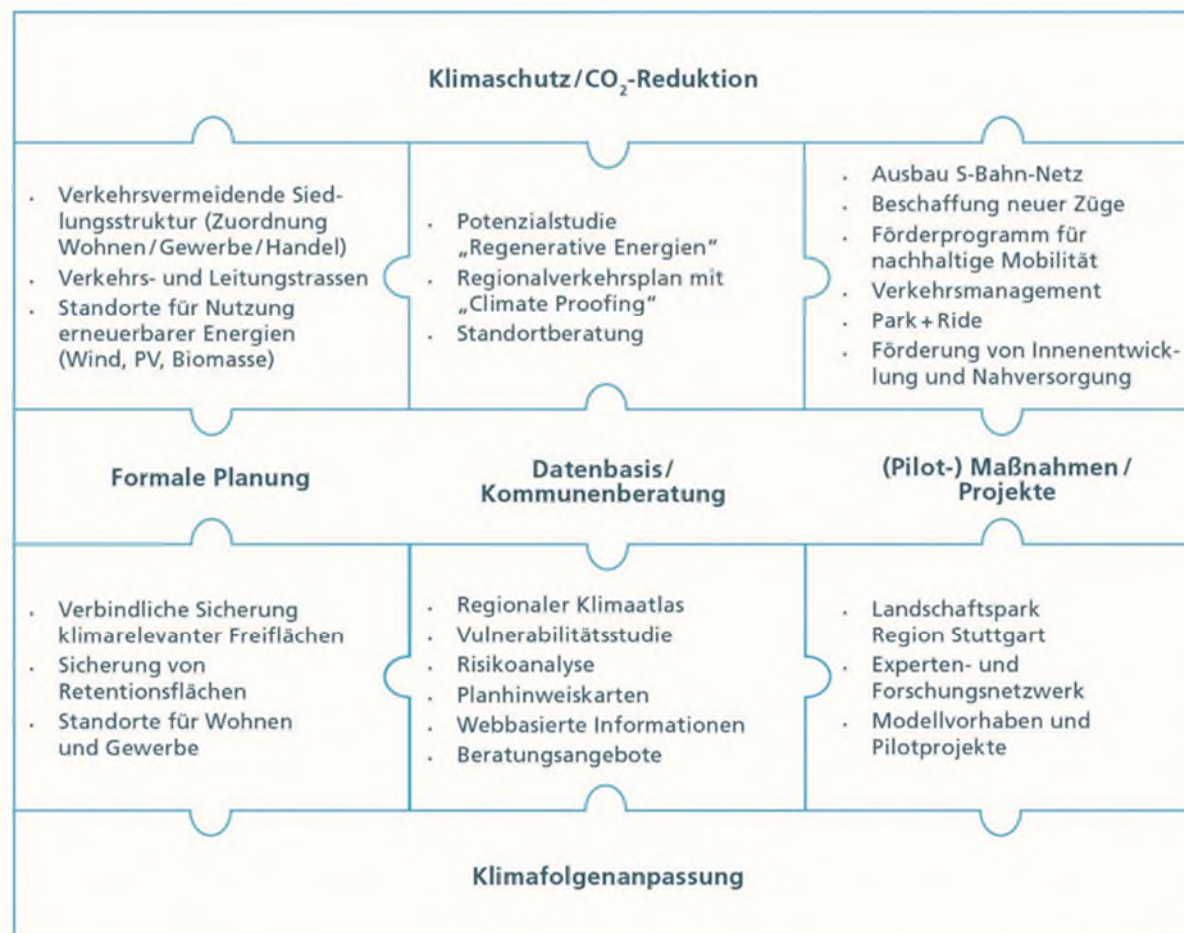 Klimaschutz/CO₂-Reduktion
· Verkehrsvermeidende Sied-
lungsstruktur (Zuordnung
Wohnen/Gewerbe/Handel)
· Verkehrs- und Leitungstrassen
· Standorte für Nutzung
erneuerbarer Energien
(Wind, PV, Biomasse)
· Potenzialstudie
„Regenerative Energien“
· Regionalverkehrsplan mit
„Climate Proofing“
· Standortberatung
· Ausbau S-Bahn-Netz
· Beschaffung neuer Züge
· Förderprogramm für
nachhaltige Mobilität
· Verkehrsmanagement
· Park+Ride
· Förderung von Innenentwick-
lung und Nahversorgung
Formale Planung
Datenbasis/
Kommunenberatung
(Pilot-) Maßnahmen/
Projekte
· Verbindliche Sicherung
klimarelevanter Freiflächen
· Sicherung von
Retentionsflächen
· Standorte für Wohnen
und Gewerbe
· Regionaler Klimaatlas
· Vulnerabilitätsstudie
· Risikoanalyse
· Planhinweiskarten
· Webbasierte Informationen
· Beratungsangebote
· Landschaftspark
Region Stuttgart
· Experten- und
Forschungsnetzwerk
· Modellvorhaben und
Pilotprojekte
Klimafolgenanpassung